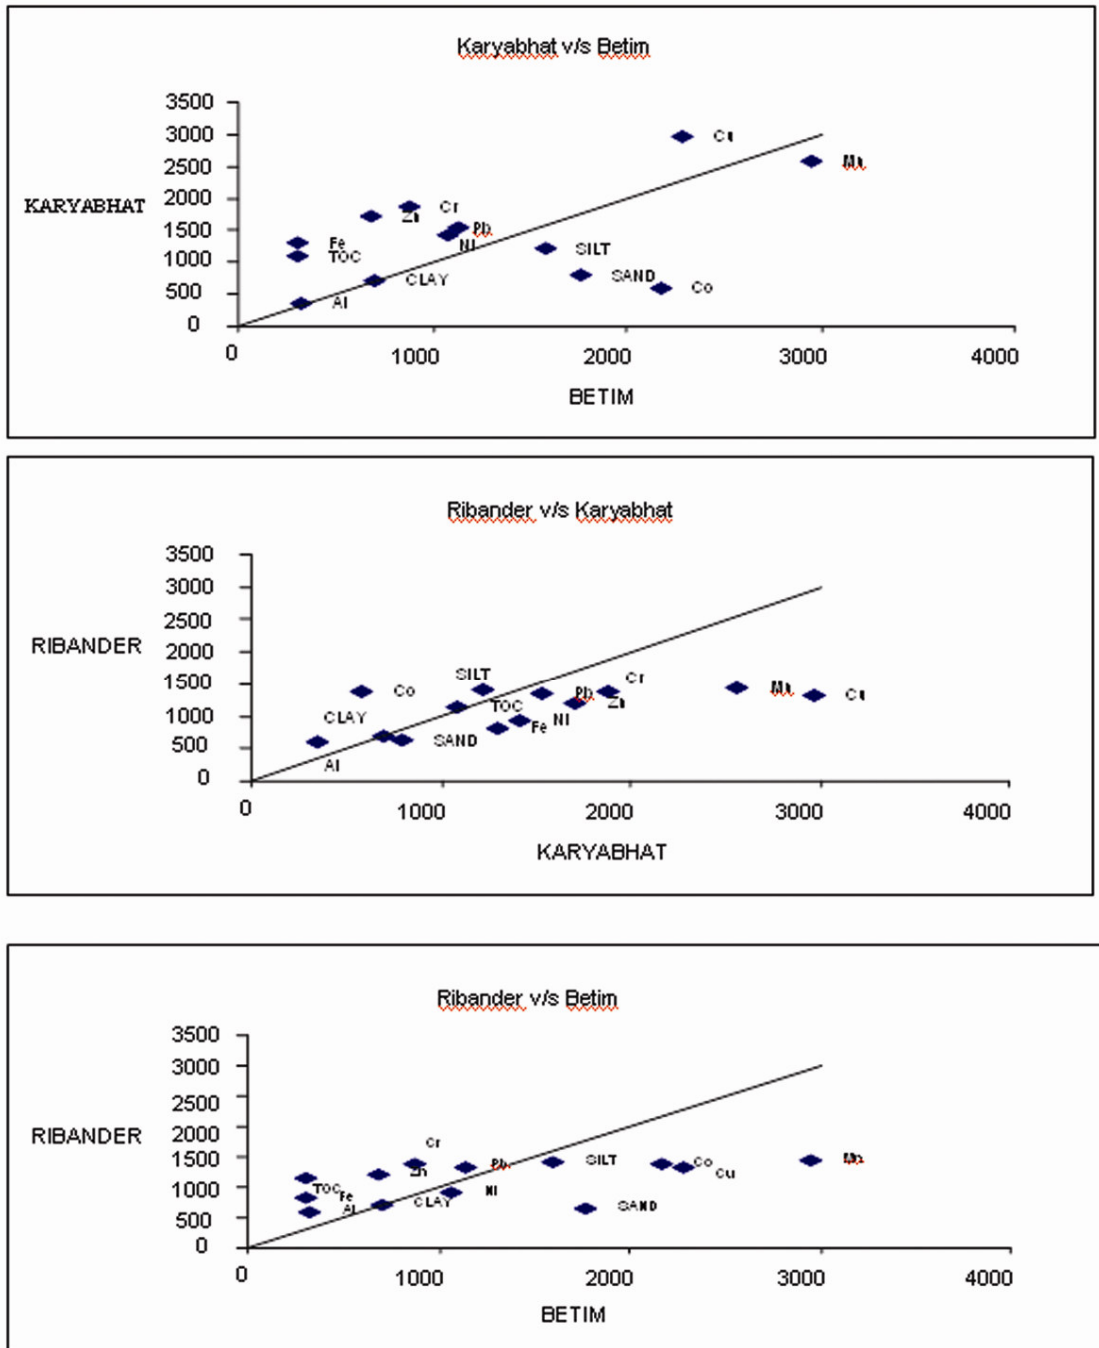 Karyabhat v/s Betim
3500
3000 Cu
2500 Mn
2000
KARYABHAT Cr
1500 Zn Pb
Fe Ni SILT
1000 TOC
CLAY SAND
500 Co
Al
0
0 1000 2000 3000 4000
BETIM
Ribander v/s Karyabhat
3500
3000
2500
RIBANDER 2000
SILT Cr
1500 Co Pb Mn Cu
TOC Zn
1000 CLAY Ni
Fe
500 SAND
Al
0
0 1000 2000 3000 4000
KARYABHAT
Ribander v/s Betim
3500
3000
2500
RIBANDER 2000
Cr
1500 Pb SILT Co Mn
Zn Cu
1000 TOC Fe Ni
500 Al CLAY SAND
0
0 1000 2000 3000 4000
BETIM